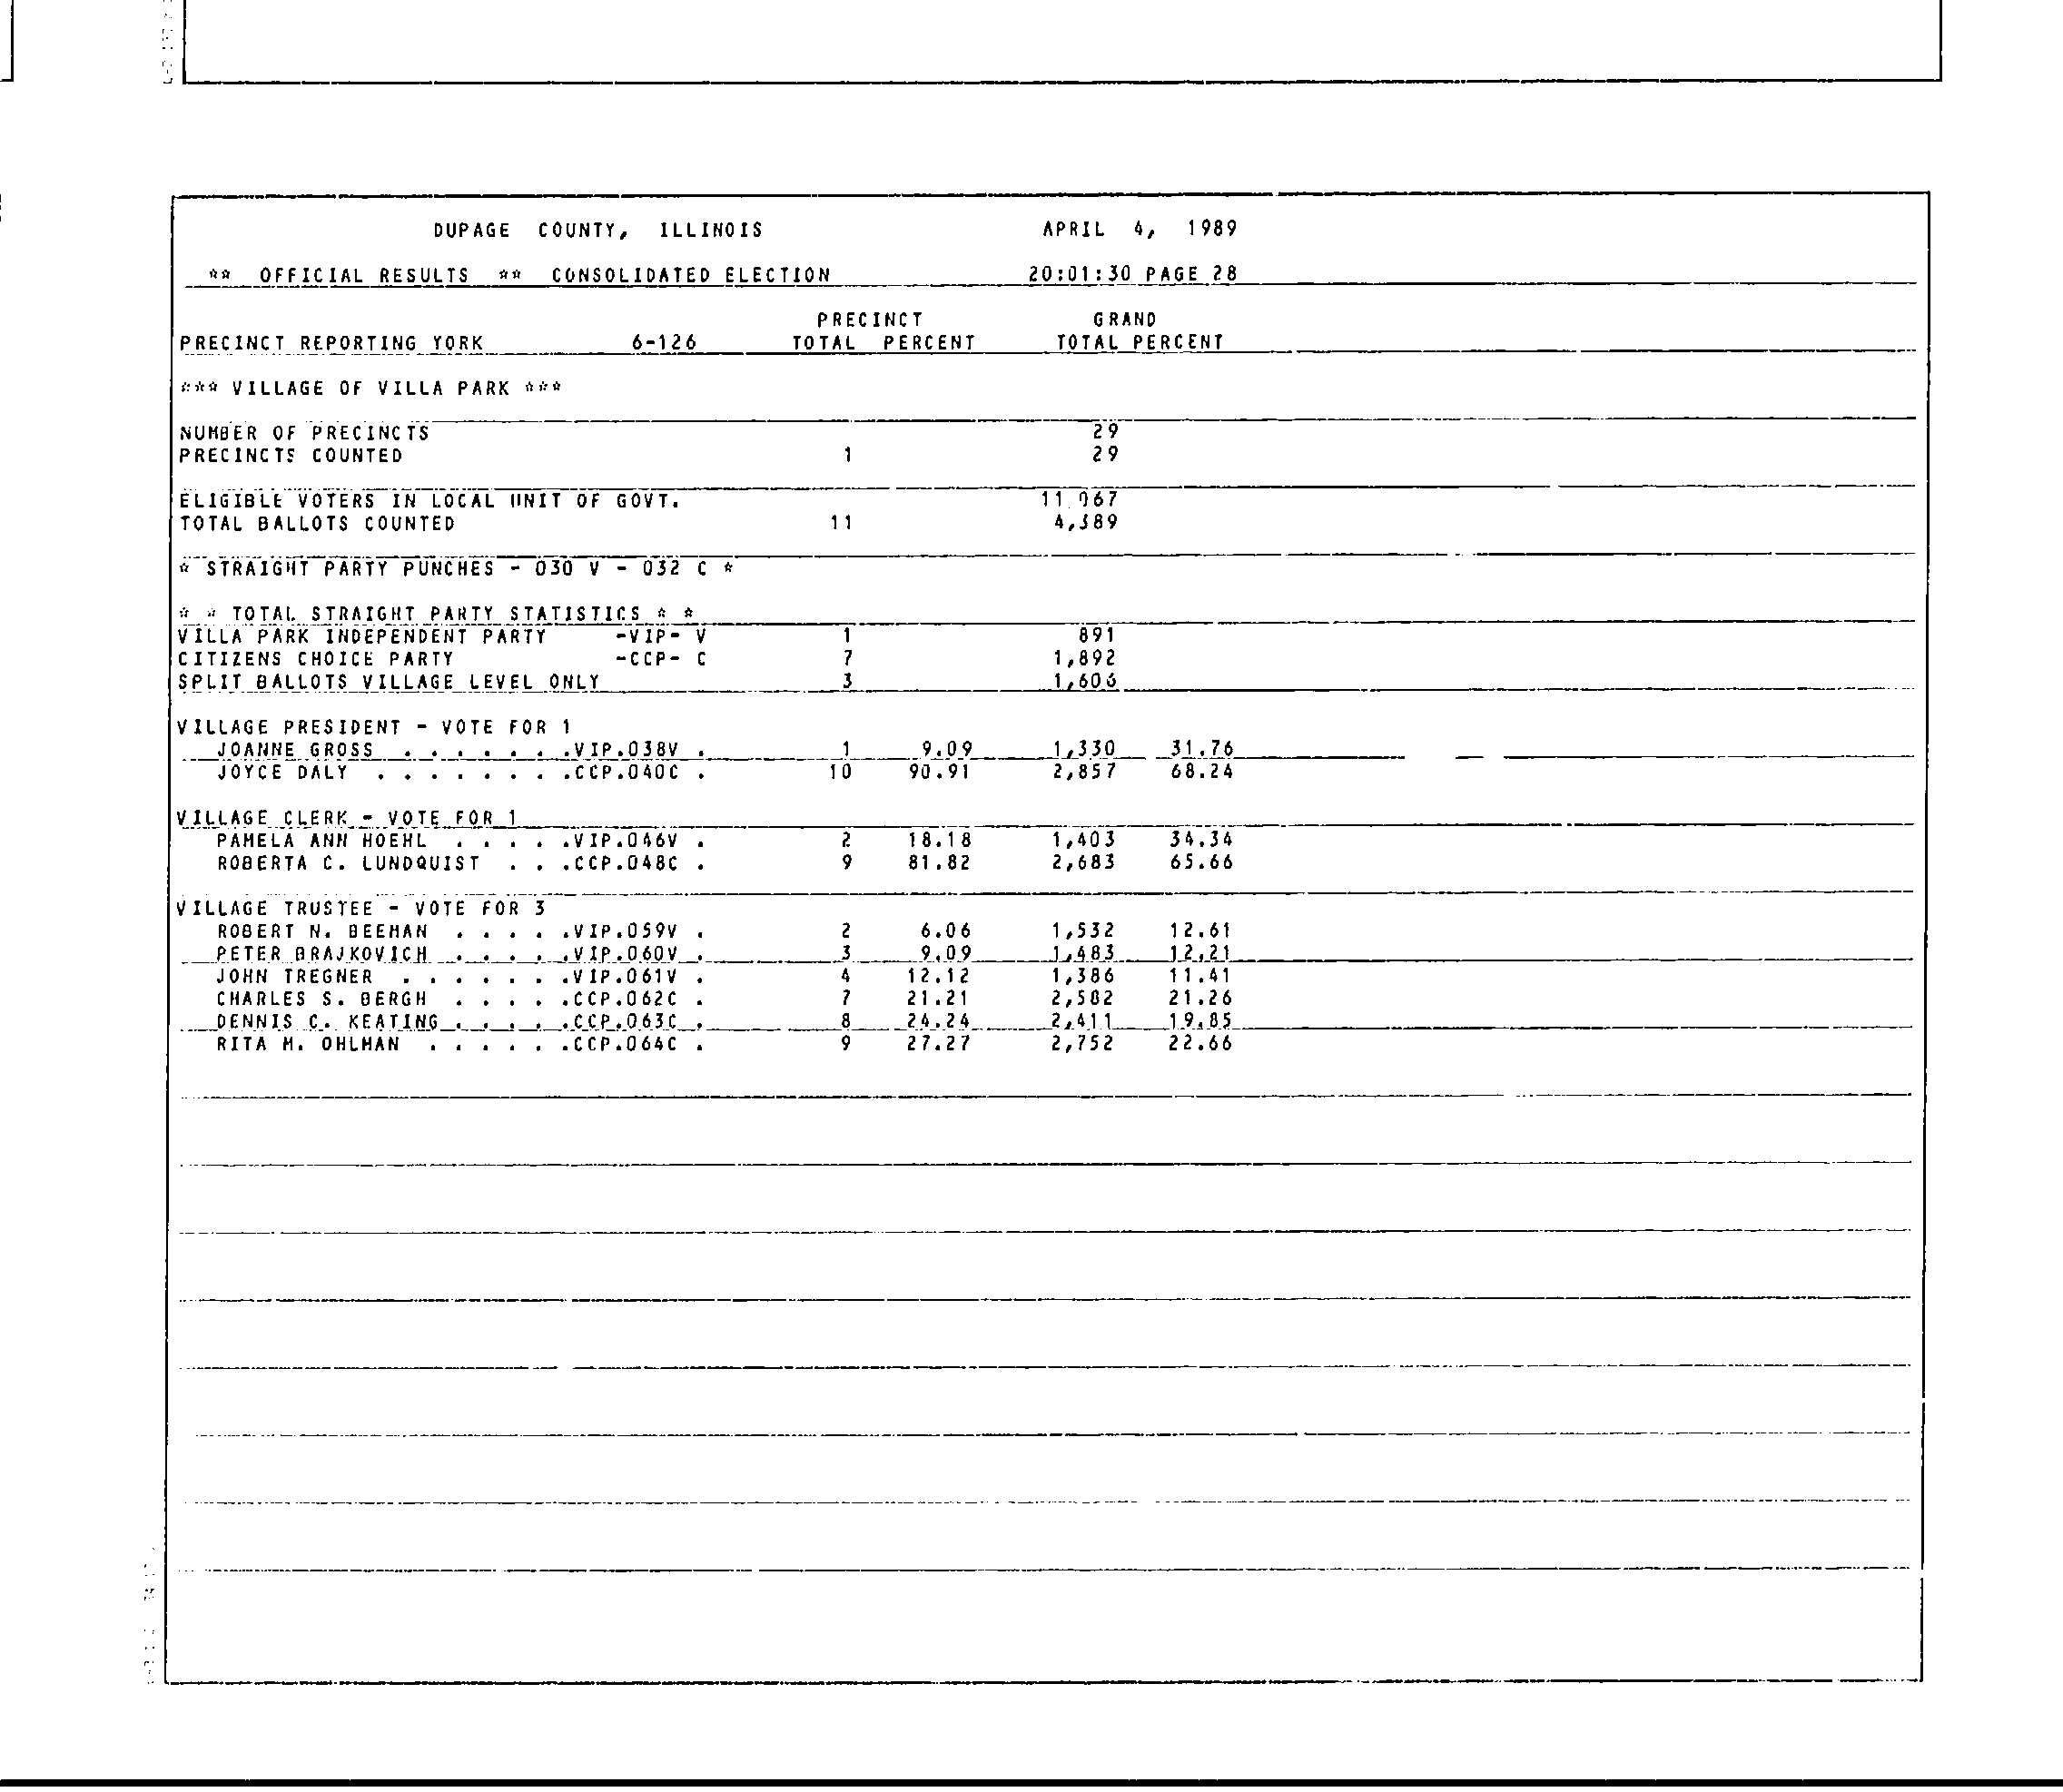 DUPAGE COUNTY, ILLINOIS APRIL 4, 1989
** OFFICIAL RESULTS ** CONSOLIDATED ELECTION 20:01:30 PAGE 28
PRECINCT GRAND
PRECINCT REPORTING YORK 6-126 TOTAL PERCENT TOTAL PERCENT
*** VILLAGE OF VILLA PARK ***
NUMBER OF PRECINCTS 29
PRECINCTS COUNTED 1 29
ELIGIBLE VOTERS IN LOCAL UNIT OF GOVT.
TOTAL BALLOTS COUNTED 11 4,389
* STRAIGHT PARTY PUNCHES - 030 V - 032 C *
* * TOTAL STRAIGHT PARTY STATISTICS * *
VILLA PARK INDEPENDENT PARTY -VIP- V 1 891
CITIZENS CHOICE PARTY -CCP- C 7 1,892
SPLIT BALLOTS VILLAGE LEVEL ONLY 3 1,606
VILLAGE PRESIDENT - VOTE FOR 1
JOANNE GROSS . . . . . . .VIP.038V . 1 9.09 1,330 31.76
JOYCE DALY . . . . . . . .CCP.040C . 10 90.91 2,857 68.24
VILLAGE CLERK - VOTE FOR 1
PAMELA ANN HOEHL . . . . .VIP.046V . 2 18.18 1,403 34.34
ROBERTA C. LUNDQUIST . . .CCP.048C . 9 81.82 2,683 65.66
VILLAGE TRUSTEE - VOTE FOR 3
ROBERT N. BEEMAN . . . . .VIP.059V . 2 6.06 1,532 12.61
PETER BRAJKOVICH . . . . .VIP.060V . 3 9.09 1,483 12.21
JOHN TREGNER . . . . . . .VIP.061V . 4 12.12 1,386 11.41
CHARLES S. BERGH . . . . .CCP.062C . 7 21.21 2,582 21.26
DENNIS C. KEATING . . . . .CCP.063C . 8 24.24 2,411 19.85
RITA M. OHLMAN . . . . . .CCP.064C . 9 27.27 2,752 22.66